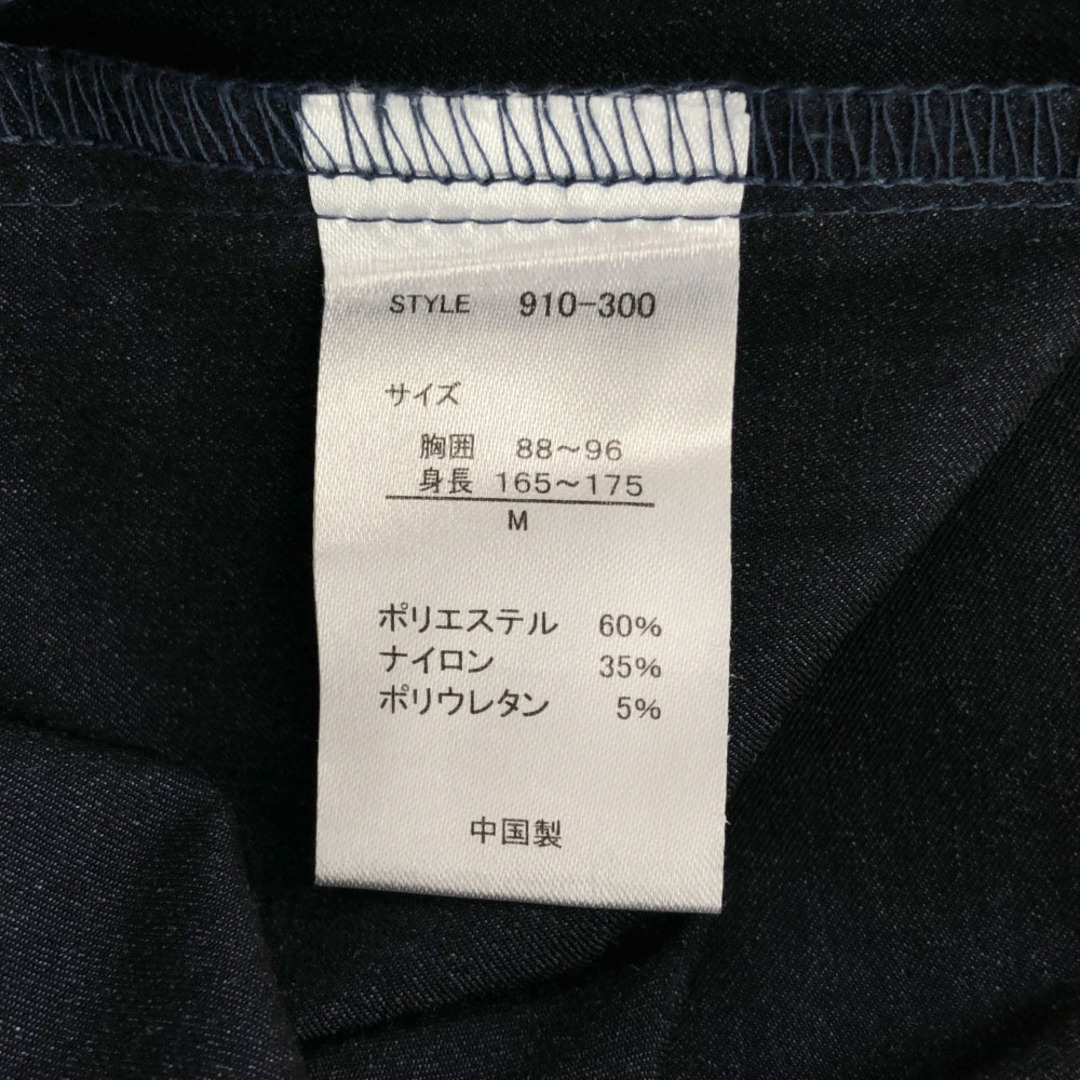 STYLE 910-300
サイズ
胸囲 88～96
身長 165～175
M
ポリエステル 60%
ナイロン 35%
ポリウレタン 5%
中国製